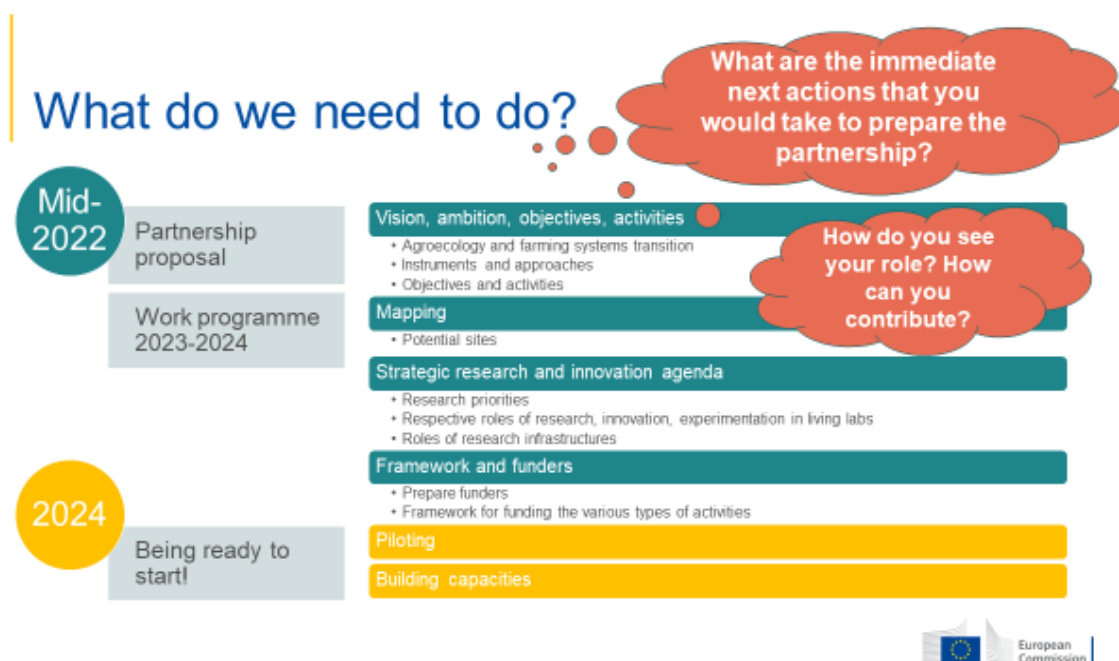 What do we need to do?
What are the immediate
next actions that you
would take to prepare the
partnership?
Mid-
2022
Partnership
proposal
Work programme
2023-2024
Vision, ambition, objectives, activities
• Agroecology and farming systems transition
• Instruments and approaches
• Objectives and activities
How do you see
your role? How
can you
contribute?
Mapping
• Potential sites
Strategic research and innovation agenda
• Research priorities
• Respective roles of research, innovation, experimentation in living labs
• Roles of research infrastructures
Framework and funders
• Prepare funders
• Framework for funding the various types of activities
2024
Being ready to
start!
Piloting
Building capacities
European
Commission